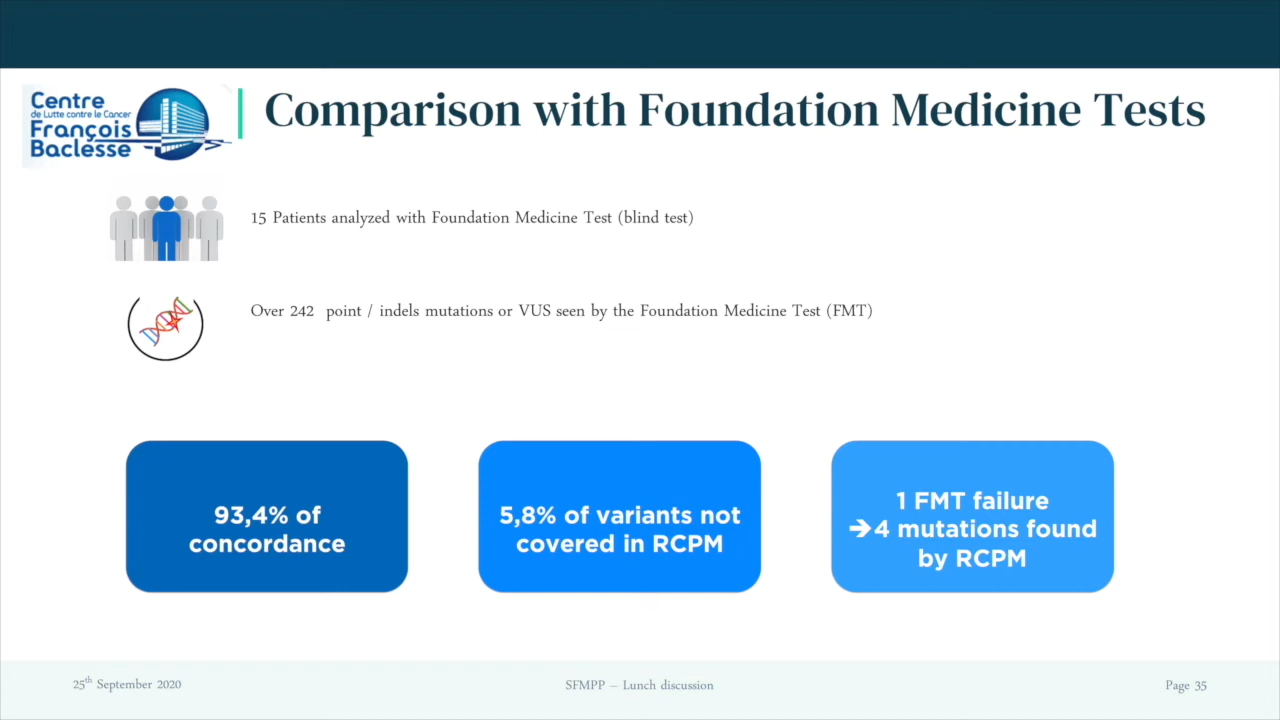 Centre
de Lutte contre le Cancer
François
Baclesse
Comparison with Foundation Medicine Tests
15 Patients analyzed with Foundation Medicine Test (blind test)
Over 242 point / indels mutations or VUS seen by the Foundation Medicine Test (FMT)
93,4% of
concordance
5,8% of variants not
covered in RCPM
1 FMT failure
➔4 mutations found
by RCPM
25th September 2020
SFMPP – Lunch discussion
Page 35